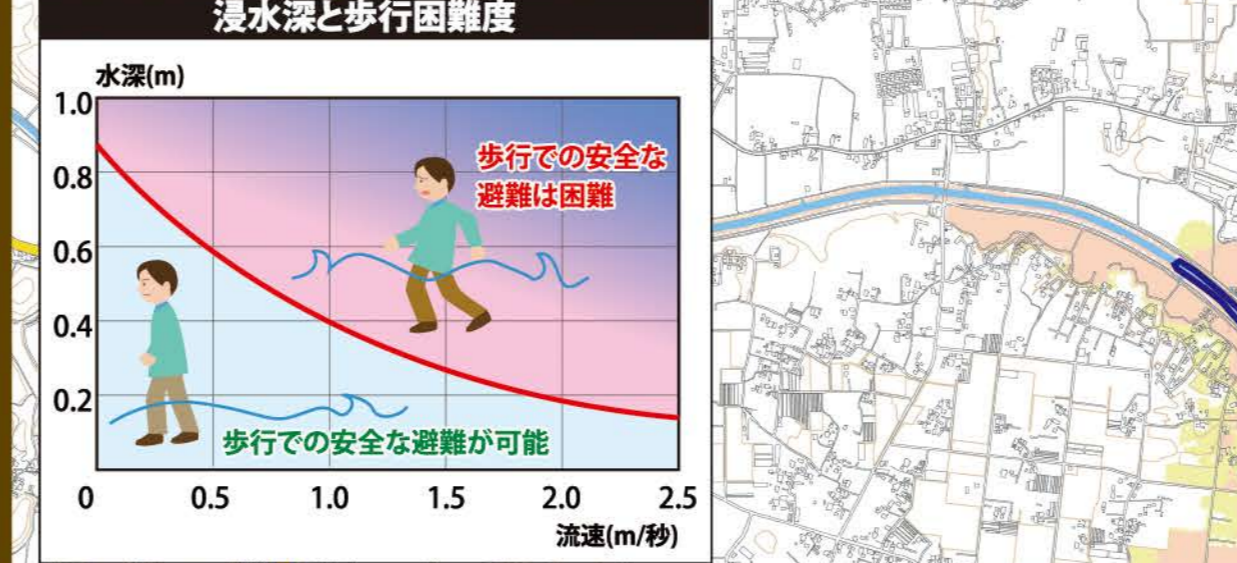 浸水深と歩行困難度
水深(m)
1.0
0.8
0.6
0.4
0.2
歩行での安全な
避難は困難
歩行での安全な避難が可能
0 0.5 1.0 1.5 2.0 2.5
流速(m/秒)